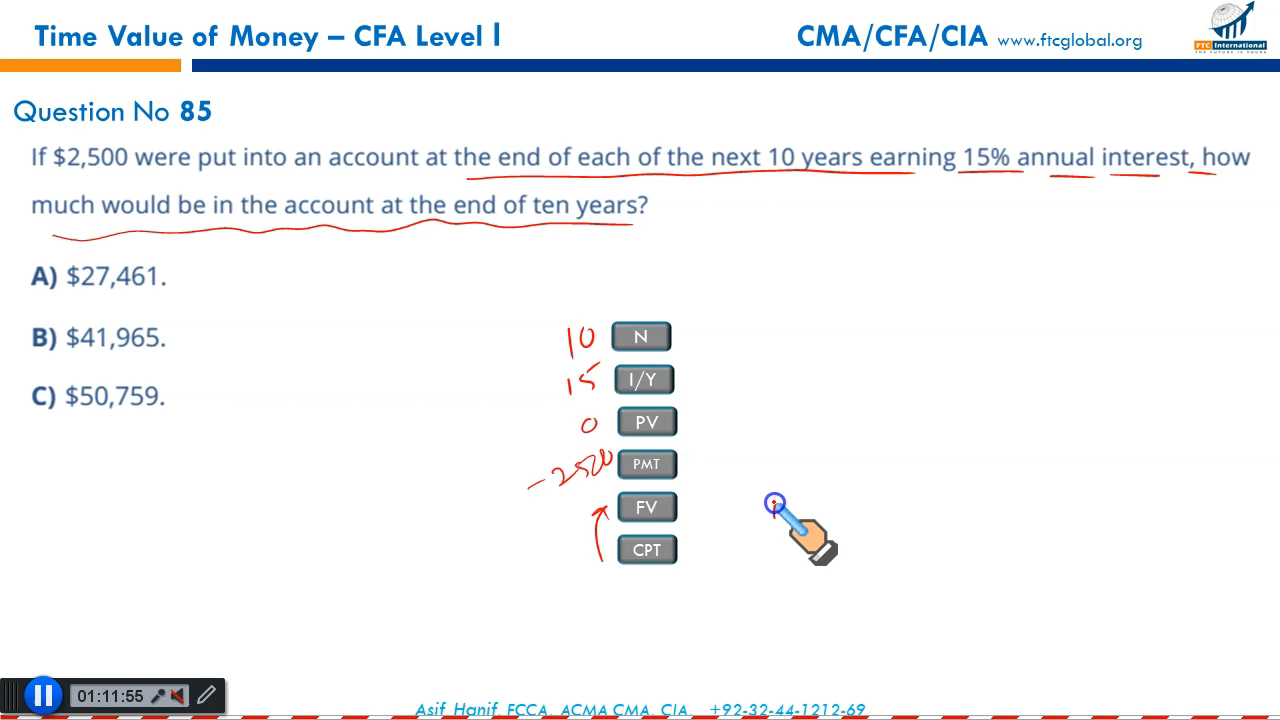 Time Value of Money – CFA Level I
CMA/CFA/CIA www.ftcglobal.org
FTC International
THE FUTURE IS YOURS
Question No 85
If $2,500 were put into an account at the end of each of the next 10 years earning 15% annual interest, how
much would be in the account at the end of ten years?
A) $27,461.
B) $41,965.
C) $50,759.
10 N
15 I/Y
0 PV
-2500 PMT
FV
CPT
01:11:55
Asif Hanif, FCCA, ACMA CMA, CIA, +92-32-44-1212-69